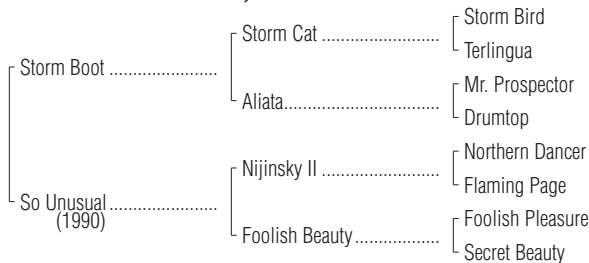 Storm Bird
Storm Cat ........................
Terlingua
Storm Boot ......................
Mr. Prospector
Aliata................................
Drumtop
Northern Dancer
Nijinsky II ........................
Flaming Page
So Unusual ......................
(1990)
Foolish Pleasure
Foolish Beauty .................
Secret Beauty